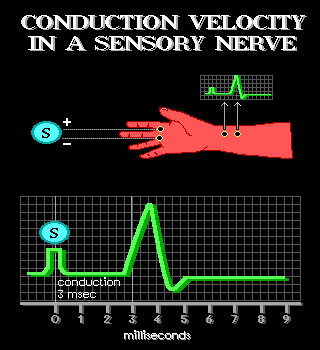 CONDUCTION VELOCITY
IN A SENSORY NERVE
+
S
−
S
conduction
3 msec
0 1 2 3 4 5 6 7 8 9
milliseconds